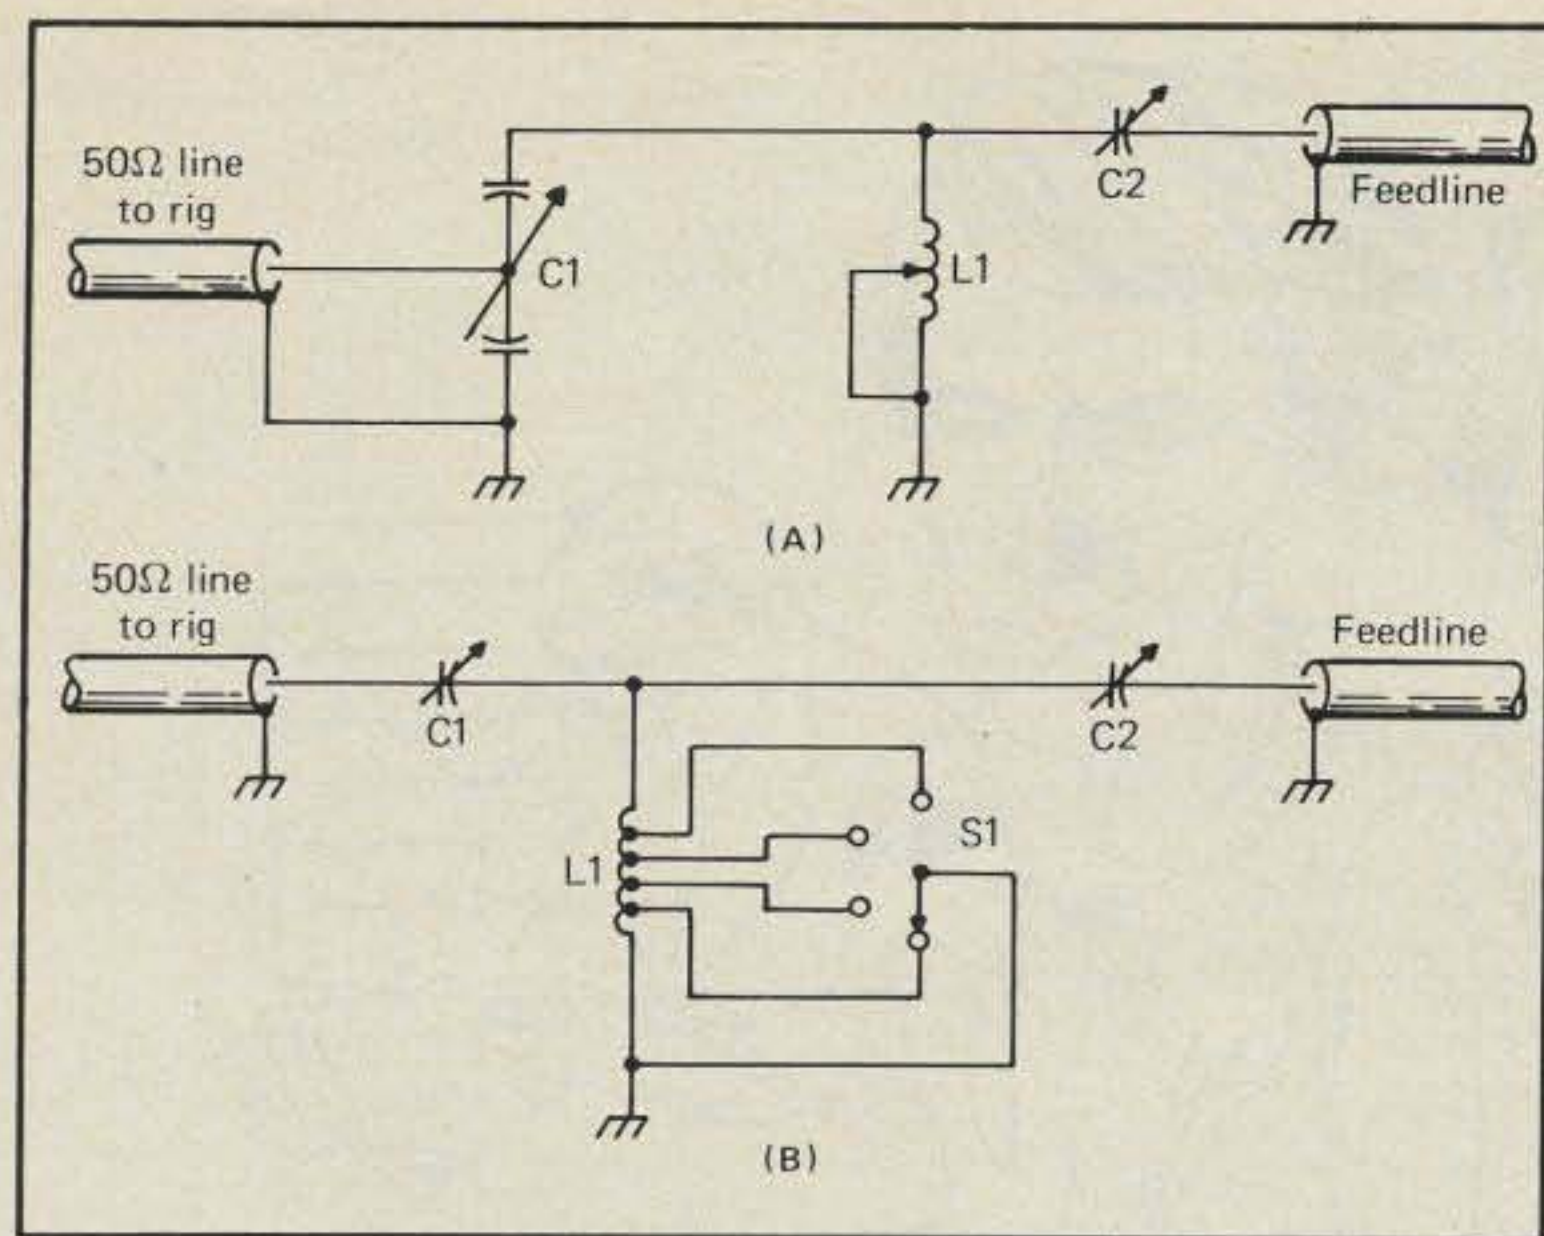 50Ω line
to rig
C1
L1
C2
Feedline
(A)
50Ω line
to rig
C1
L1
S1
C2
Feedline
(B)